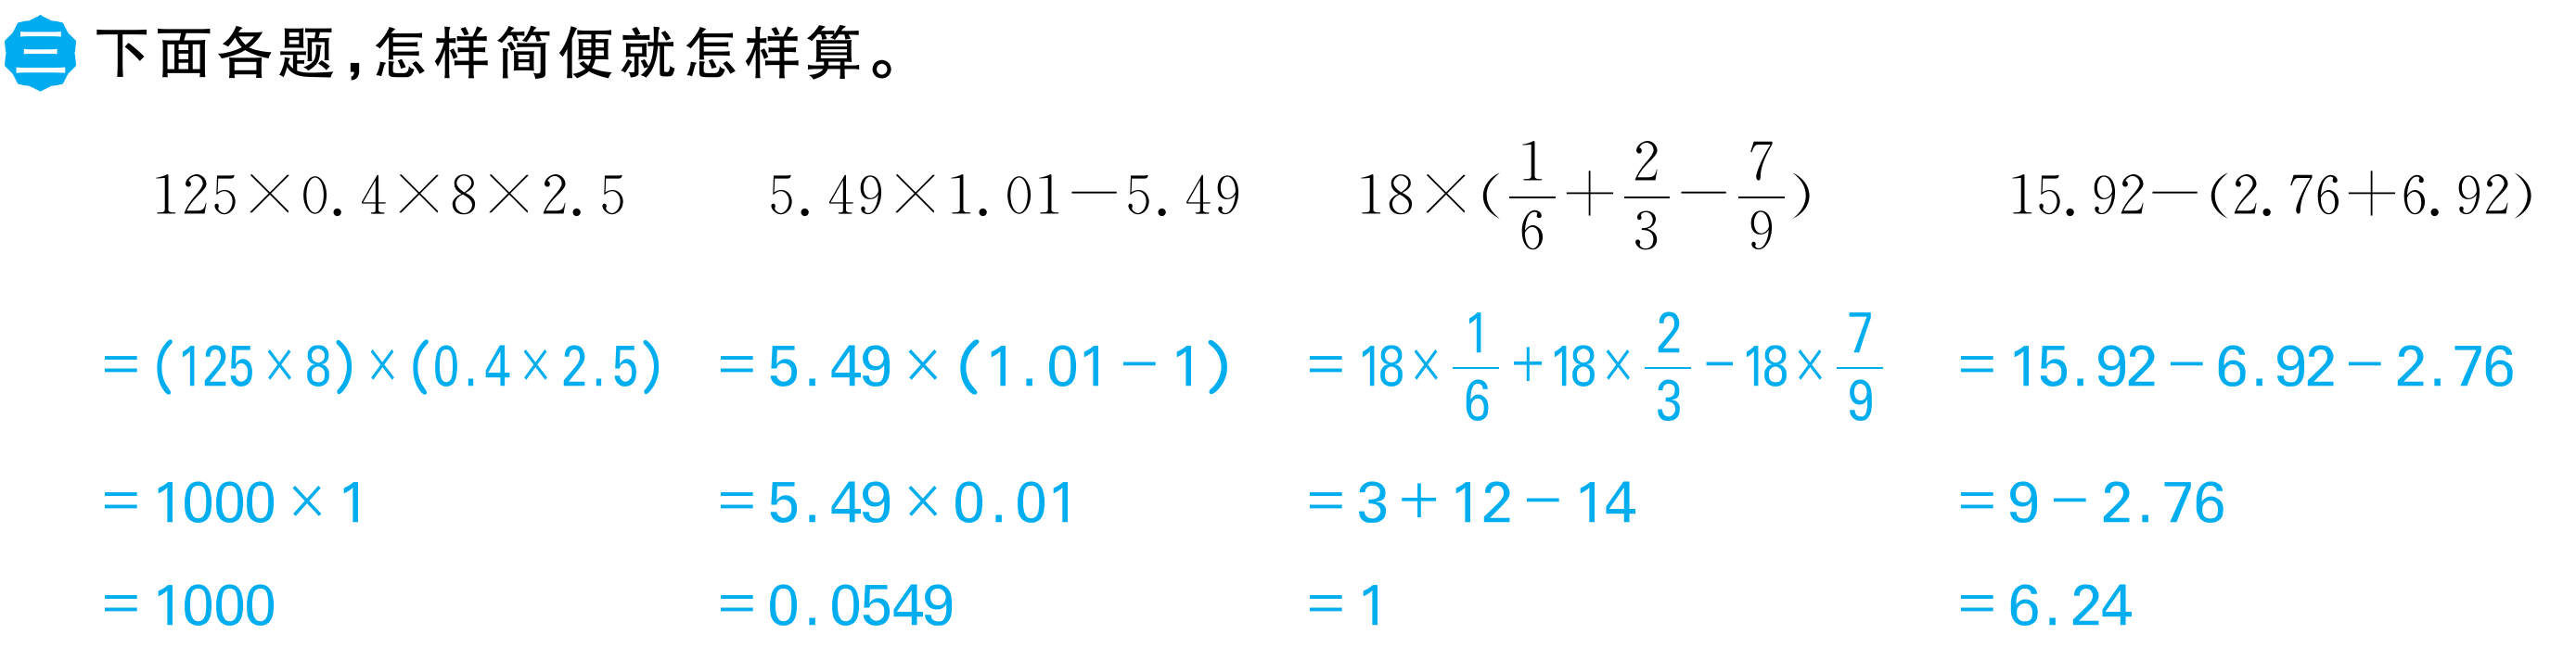 三 下面各题,怎样简便就怎样算。
125×0.4×8×2.5 5.49×1.01-5.49 18×(1/6+2/3-7/9) 15.92-(2.76+6.92)
=(125×8)×(0.4×2.5) =5.49×(1.01-1) =18×1/6+18×2/3-18×7/9 =15.92-6.92-2.76
=1000×1 =5.49×0.01 =3+12-14 =9-2.76
=1000 =0.0549 =1 =6.24